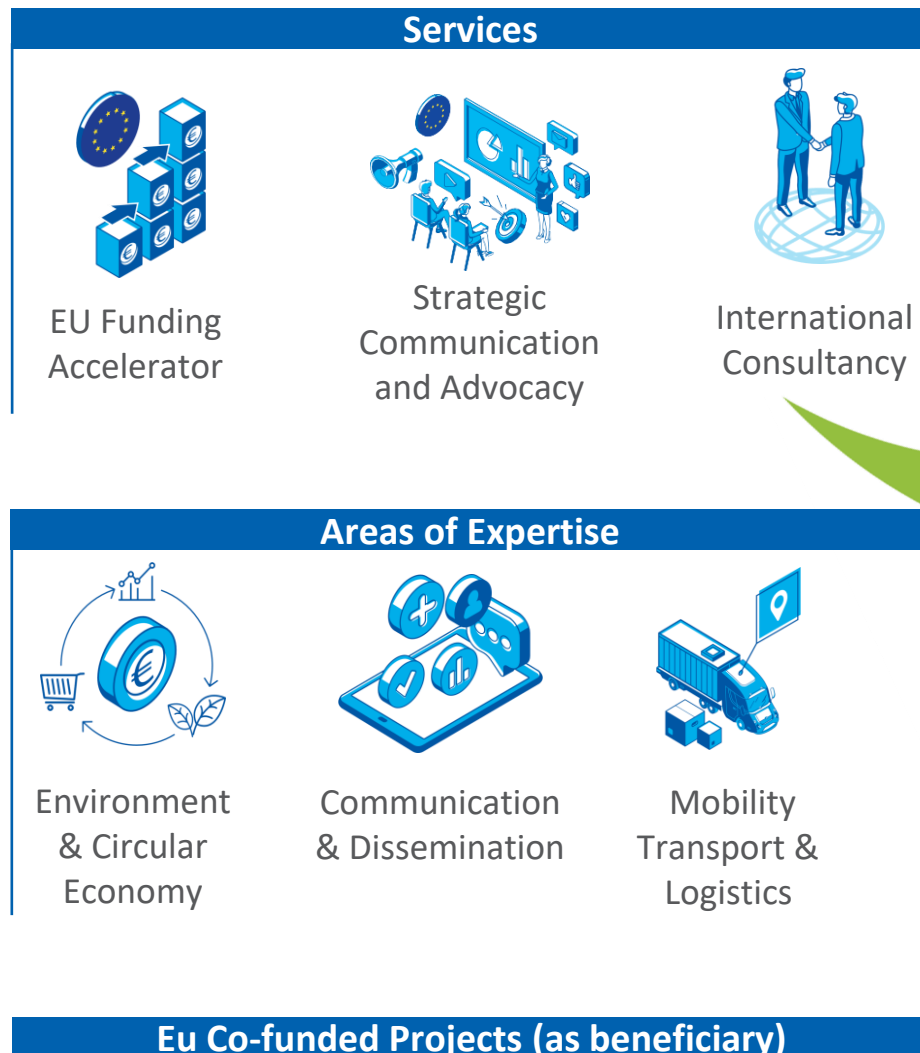 Services
EU Funding
Accelerator
Strategic
Communication
and Advocacy
International
Consultancy
Areas of Expertise
Environment
& Circular
Economy
Communication
& Dissemination
Mobility
Transport &
Logistics
Eu Co-funded Projects (as beneficiary)